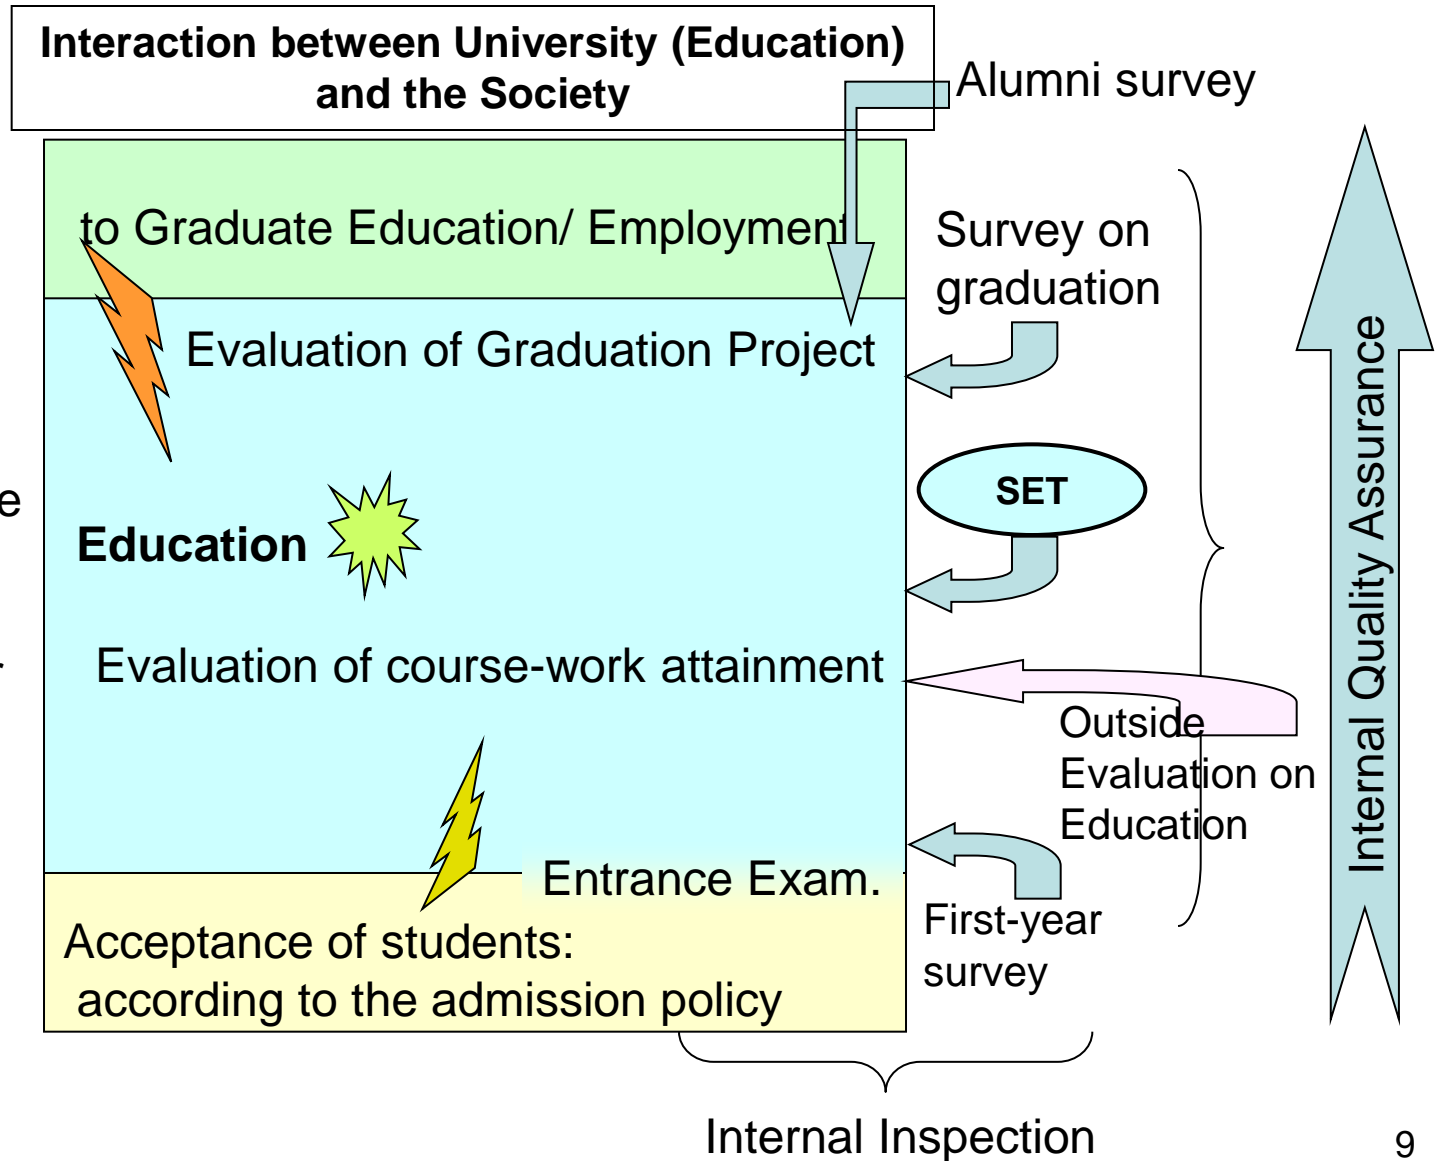 Interaction between University (Education)
and the Society
Alumni survey
to Graduate Education/ Employment
Survey on
graduation
Evaluation of Graduation Project
SET
e
Education
Evaluation of course-work attainment
Outside
Evaluation on
Education
Entrance Exam.
First-year
survey
Acceptance of students:
according to the admission policy
Internal Quality Assurance
Internal Inspection
9